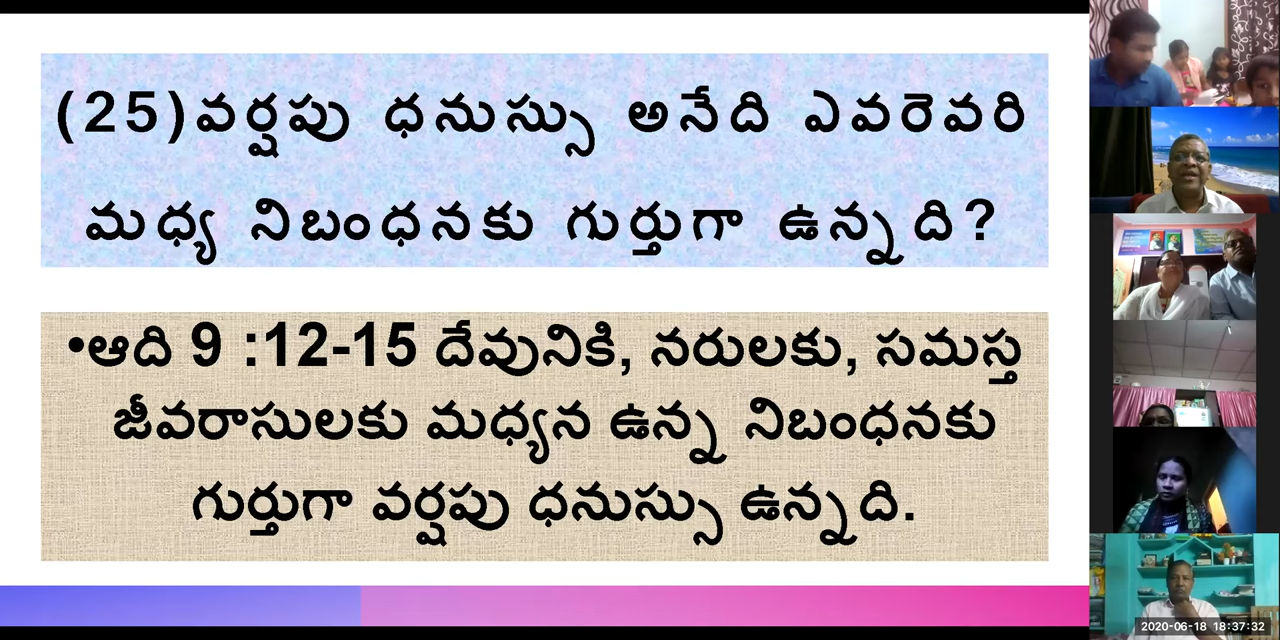 (25)వర్షపు ధనుస్సు అనేది ఎవరెవరి
మధ్య నిబంధనకు గుర్తుగా ఉన్నది?
•ఆది 9 :12-15 దేవునికి, నరులకు, సమస్త
జీవరాసులకు మధ్యన ఉన్న నిబంధనకు
గుర్తుగా వర్షపు ధనుస్సు ఉన్నది.
2020-06-18 18:37:32